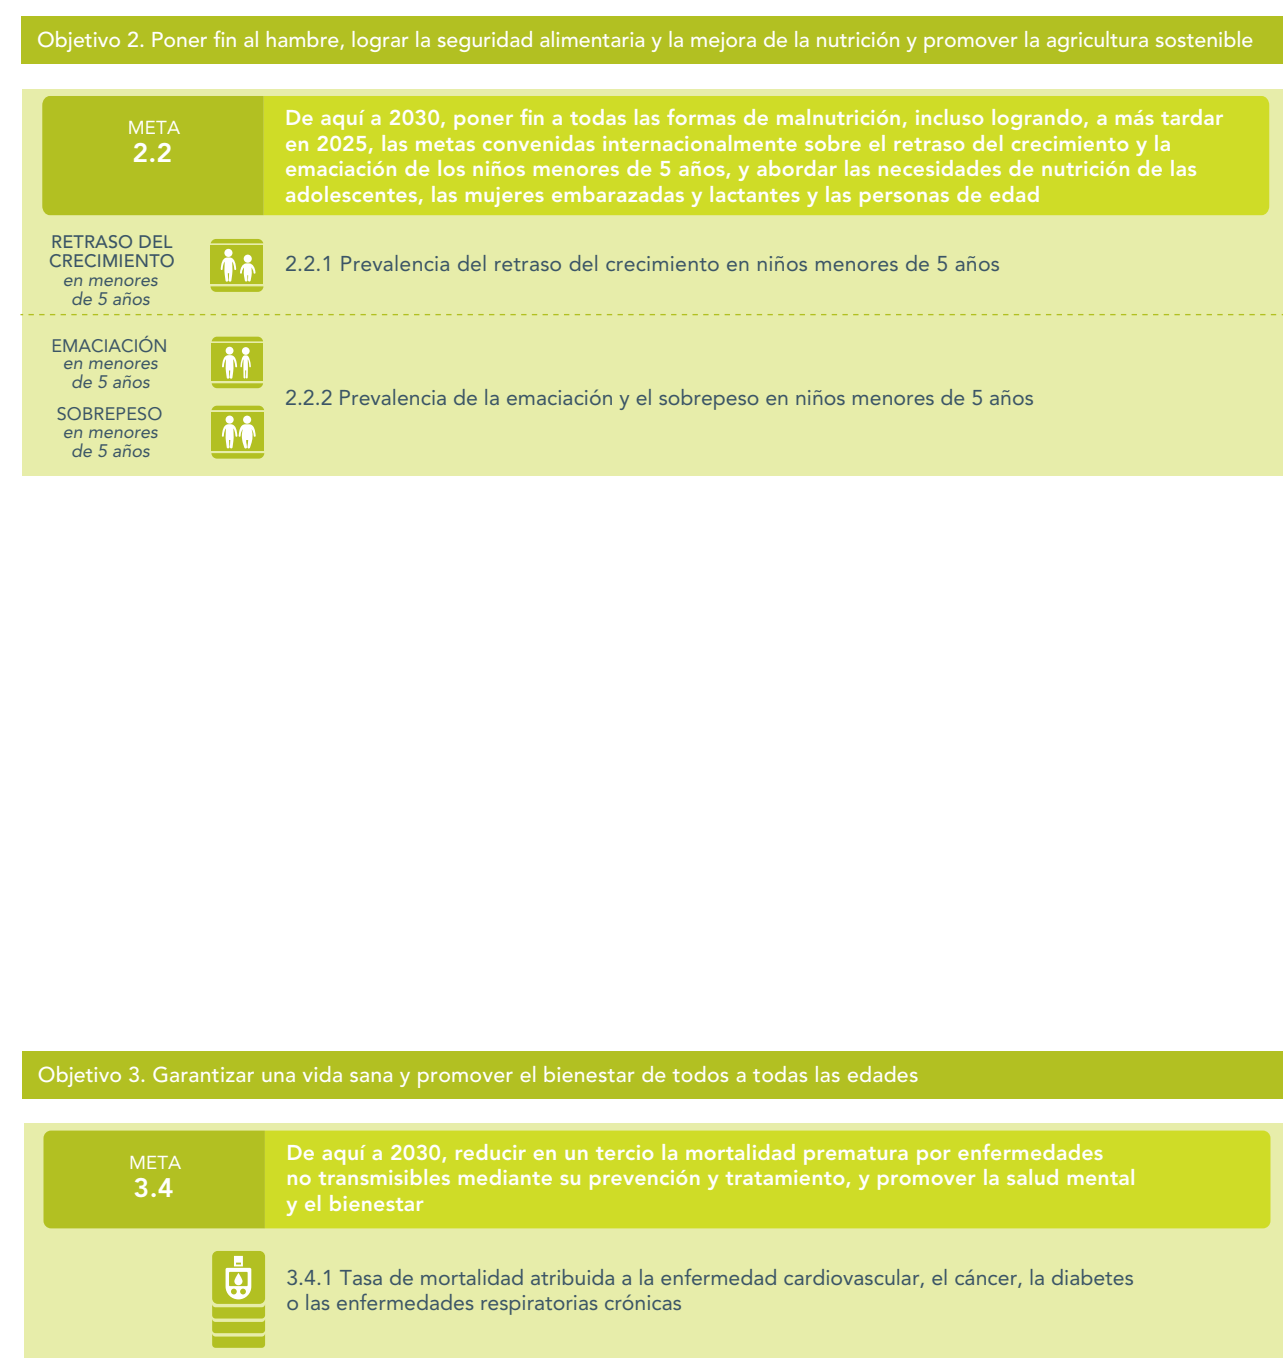 Objetivo 2. Poner fin al hambre, lograr la seguridad alimentaria y la mejora de la nutrición y promover la agricultura sostenible
META
2.2
De aquí a 2030, poner fin a todas las formas de malnutrición, incluso logrando, a más tardar
en 2025, las metas convenidas internacionalmente sobre el retraso del crecimiento y la
emaciación de los niños menores de 5 años, y abordar las necesidades de nutrición de las
adolescentes, las mujeres embarazadas y lactantes y las personas de edad
RETRASO DEL
CRECIMIENTO
en menores
de 5 años
2.2.1 Prevalencia del retraso del crecimiento en niños menores de 5 años
EMACIACIÓN
en menores
de 5 años
SOBREPESO
en menores
de 5 años
2.2.2 Prevalencia de la emaciación y el sobrepeso en niños menores de 5 años
Objetivo 3. Garantizar una vida sana y promover el bienestar de todos a todas las edades
META
3.4
De aquí a 2030, reducir en un tercio la mortalidad prematura por enfermedades
no transmisibles mediante su prevención y tratamiento, y promover la salud mental
y el bienestar
3.4.1 Tasa de mortalidad atribuida a la enfermedad cardiovascular, el cáncer, la diabetes
o las enfermedades respiratorias crónicas